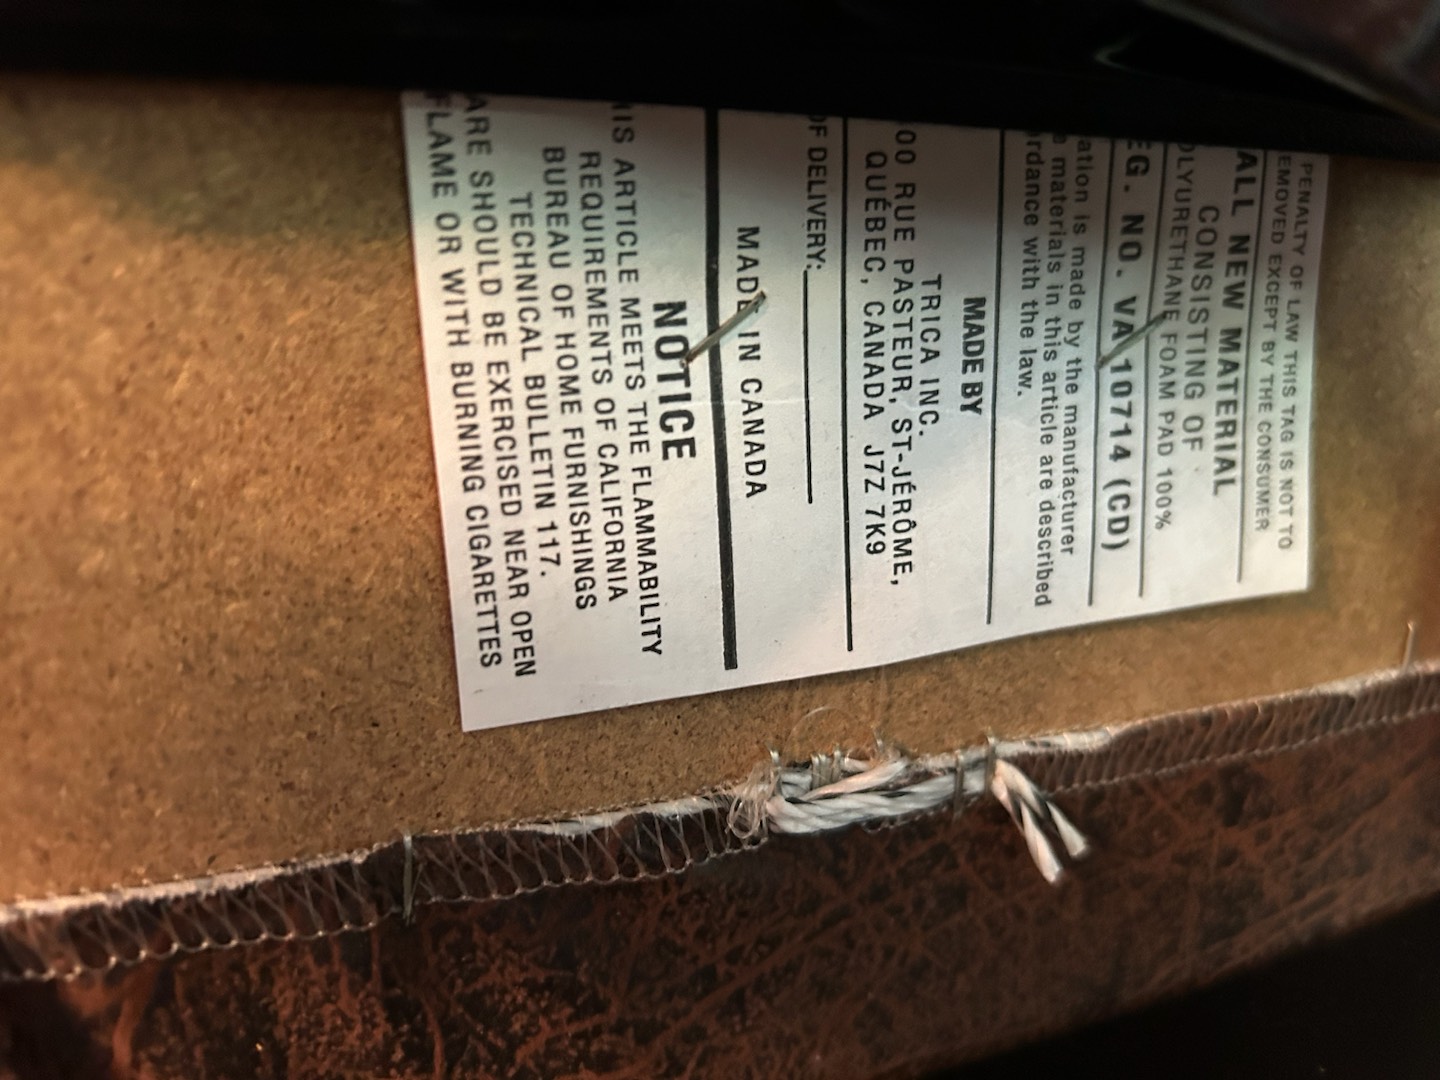 PENALTY OF LAW THIS TAG IS NOT TO
EMOVED EXCEPT BY THE CONSUMER
ALL NEW MATERIAL
CONSISTING OF
OLYURETHANE FOAM PAD 100%
EG. NO. VA 10714 (CD)
ation is made by the manufacturer
materials in this article are described
rdance with the law.
MADE BY
TRICA INC.
00 RUE PASTEUR, ST-JÉRÔME,
QUÉBEC, CANADA J7Z 7K9
OF DELIVERY:
MADE IN CANADA
NOTICE
HIS ARTICLE MEETS THE FLAMMABILITY
REQUIREMENTS OF CALIFORNIA
BUREAU OF HOME FURNISHINGS
TECHNICAL BULLETIN 117.
ARE SHOULD BE EXERCISED NEAR OPEN
FLAME OR WITH BURNING CIGARETTES